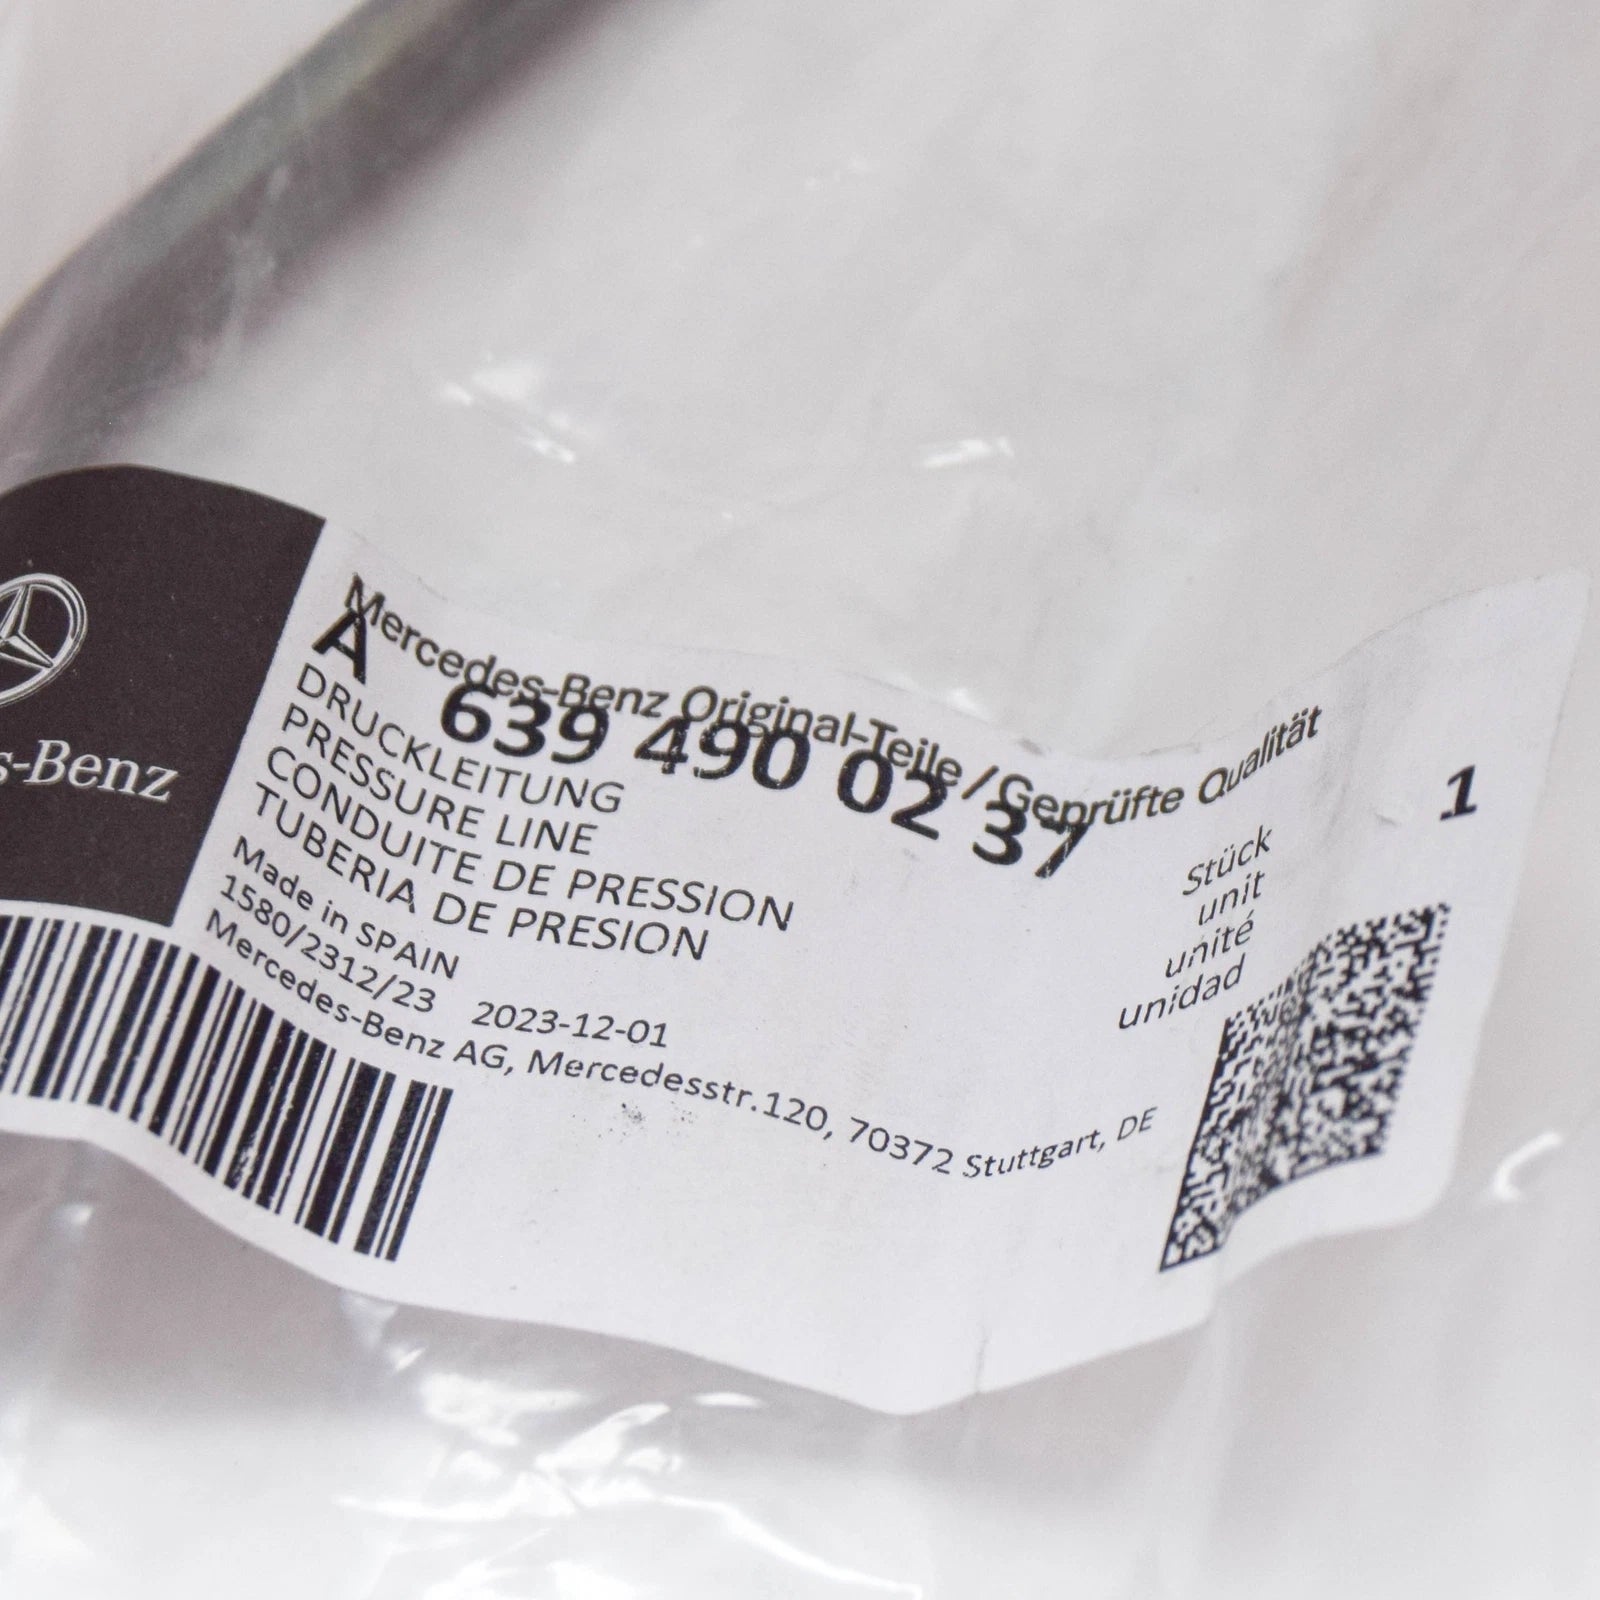 s-Benz
Mercedes-Benz Original-Teile / Geprüfte Qualität
A 639 490 02 37
1
DRUCKLEITUNG
PRESSURE LINE
CONDUITE DE PRESSION
TUBERIA DE PRESION
Stück
unit
unité
unidad
Made in SPAIN
1580/2312/23 2023-12-01
Mercedes-Benz AG, Mercedesstr.120, 70372 Stuttgart, DE